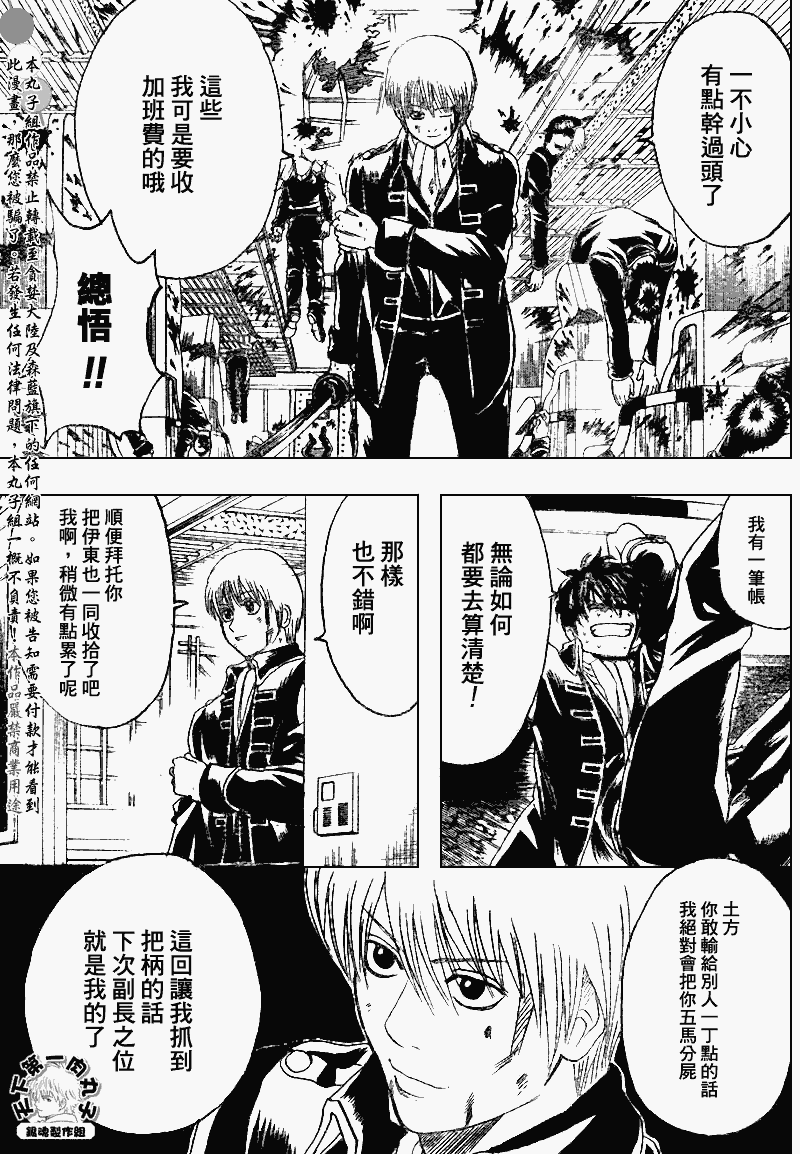 一不小心
有點幹過頭了
這些
我可是要收
加班費的哦
總悟!!
我有一筆帳
無論如何
都要去算清楚!
那樣
也不錯啊
順便拜托你
把伊東也一同收拾了吧
我啊，稍微有點累了呢
土方
你敢輸給別人一丁點的話
我絕對會把你五馬分屍
這回讓我抓到
把柄的話
下次副長之位
就是我的了
本丸子組作品禁止轉載至貪婪大陸及森藍旗下的任何網站。如果您被告知需要付款才能看到
此漫畫，那麼您被騙了。若發生任何法律問題，本丸子組一概不負責！本作品嚴禁商業用途
天下第一肉丸子
銀魂製作組